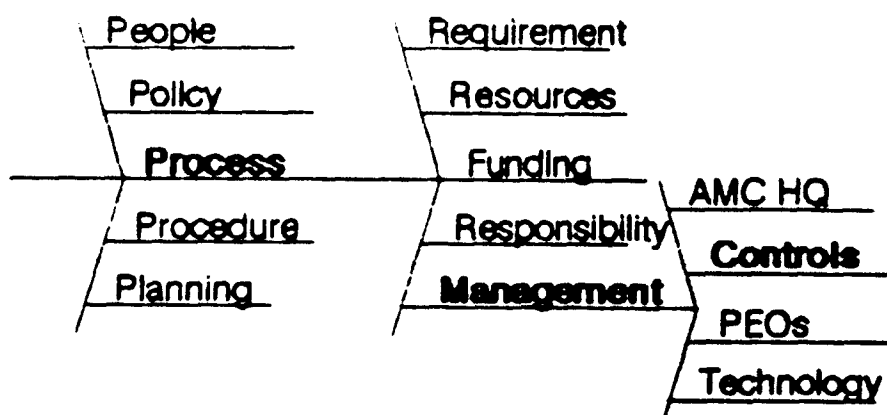 People
Policy
Process
Procedure
Planning
Requirement
Resources
Funding
Responsibility
Management
AMC HQ
Controls
PEOs
Technology